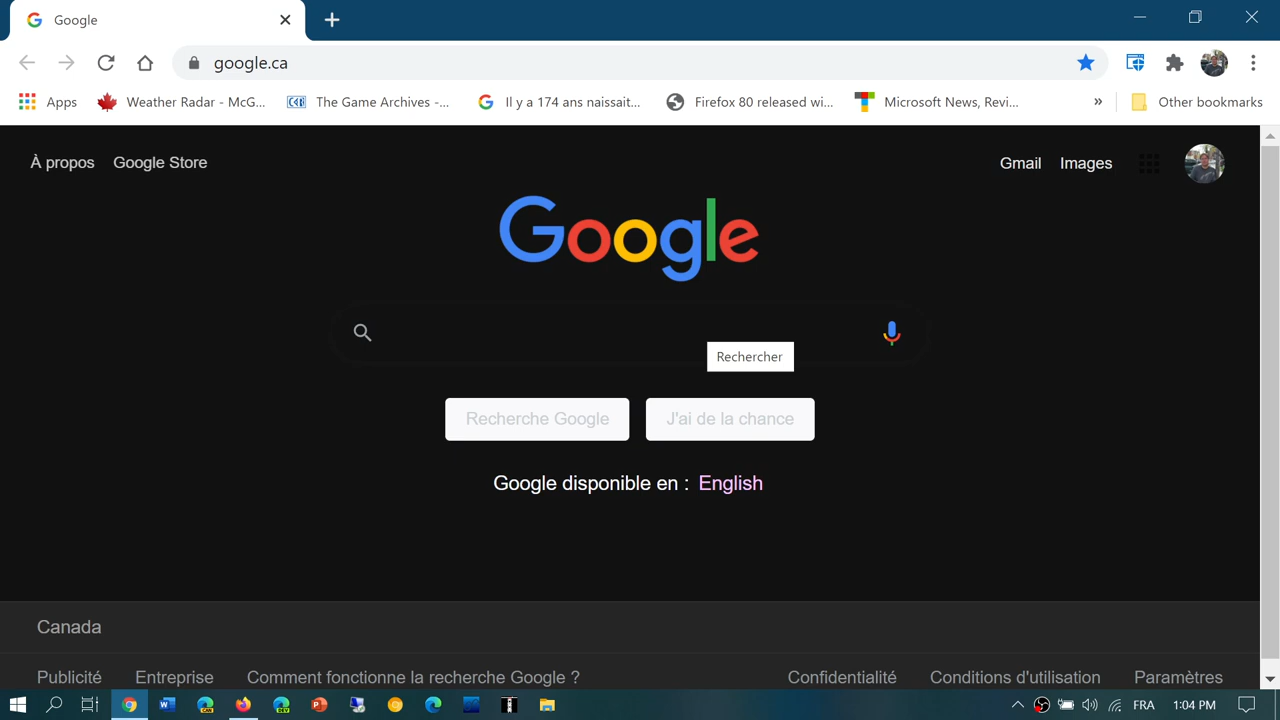 Google
google.ca
Apps
Weather Radar - McG...
The Game Archives -...
Il y a 174 ans naissait...
Firefox 80 released wi...
Microsoft News, Revi...
»
Other bookmarks
À propos
Google Store
Gmail
Images
Google
Rechercher
Recherche Google
J'ai de la chance
Google disponible en : English
Canada
Publicité
Entreprise
Comment fonctionne la recherche Google ?
Confidentialité
Conditions d'utilisation
Paramètres
FRA
1:04 PM